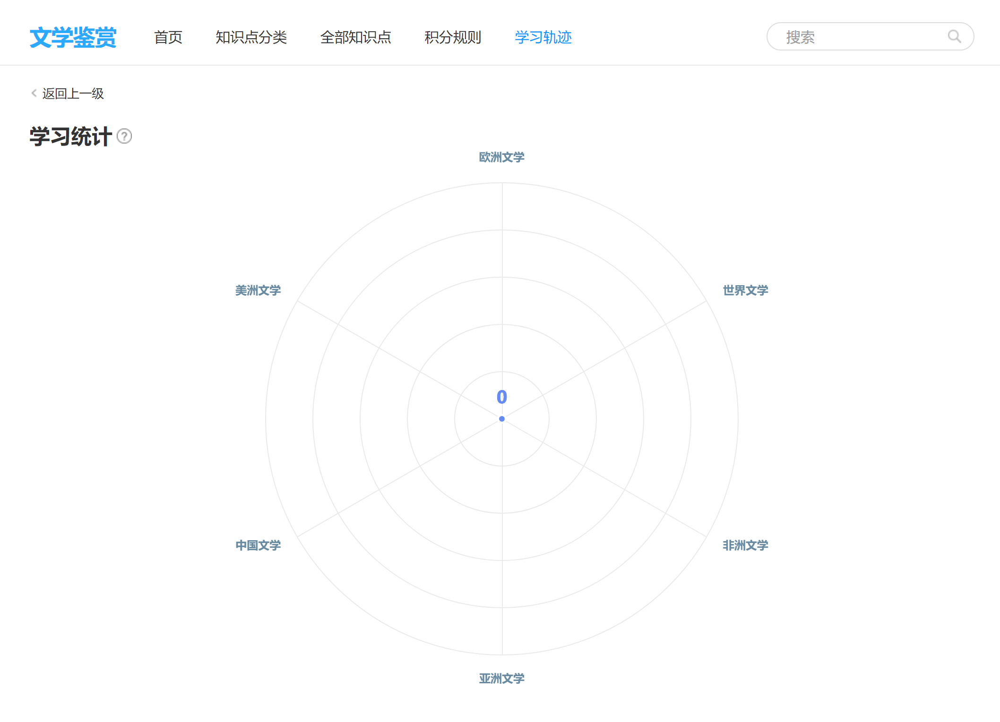 文学鉴赏 首页 知识点分类 全部知识点 积分规则 学习轨迹 搜索
返回上一级
学习统计 ?
欧洲文学
美洲文学 世界文学
0
中国文学 非洲文学
亚洲文学